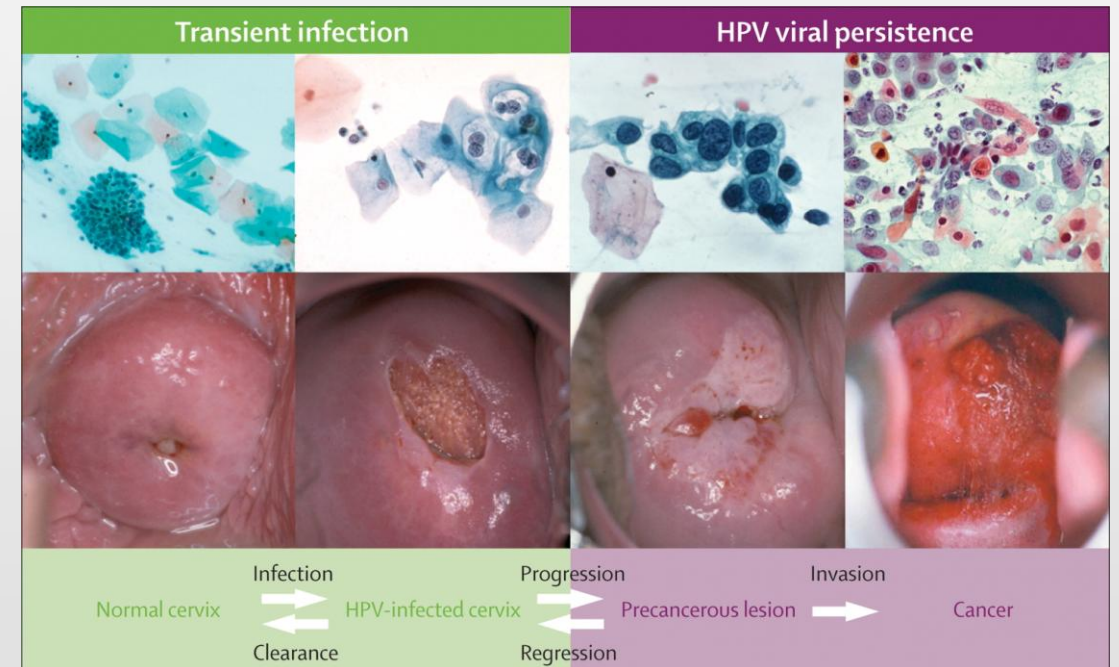 Transient infection
HPV viral persistence
Infection
Progression
Invasion
Normal cervix
HPV-infected cervix
Precancerous lesion
Cancer
Clearance
Regression